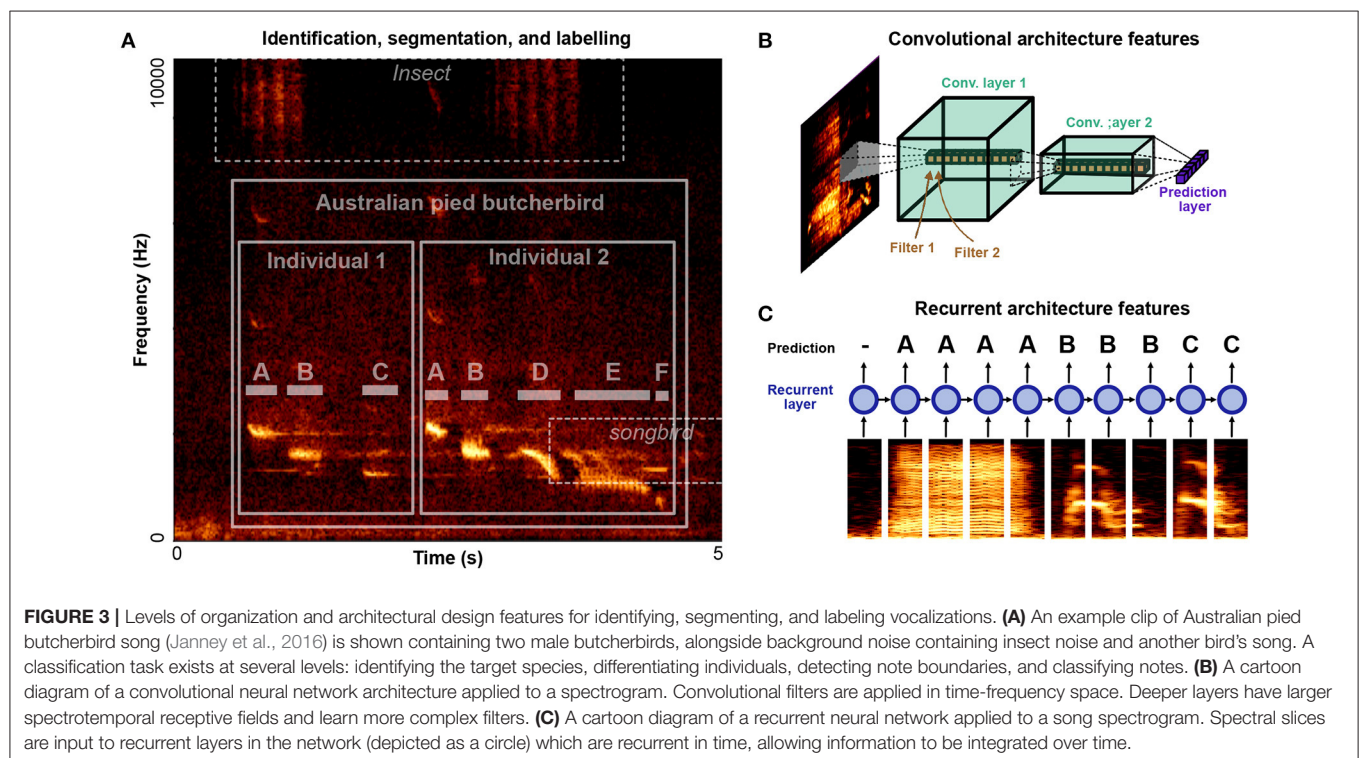 A
Identification, segmentation, and labelling
10000
Frequency (Hz)
0
0
Time (s)
5
Insect
Australian pied butcherbird
Individual 1
Individual 2
A B C A B D E F
songbird
B
Convolutional architecture features
Conv. layer 1
Conv. ;ayer 2
Filter 1
Filter 2
Prediction
layer
C
Recurrent architecture features
Prediction - A A A A B B B C C
Recurrent
layer
FIGURE 3 | Levels of organization and architectural design features for identifying, segmenting, and labeling vocalizations. (A) An example clip of Australian pied
butcherbird song (Janney et al., 2016) is shown containing two male butcherbirds, alongside background noise containing insect noise and another bird's song. A
classification task exists at several levels: identifying the target species, differentiating individuals, detecting note boundaries, and classifying notes. (B) A cartoon
diagram of a convolutional neural network architecture applied to a spectrogram. Convolutional filters are applied in time-frequency space. Deeper layers have larger
spectrotemporal receptive fields and learn more complex filters. (C) A cartoon diagram of a recurrent neural network applied to a song spectrogram. Spectral slices
are input to recurrent layers in the network (depicted as a circle) which are recurrent in time, allowing information to be integrated over time.